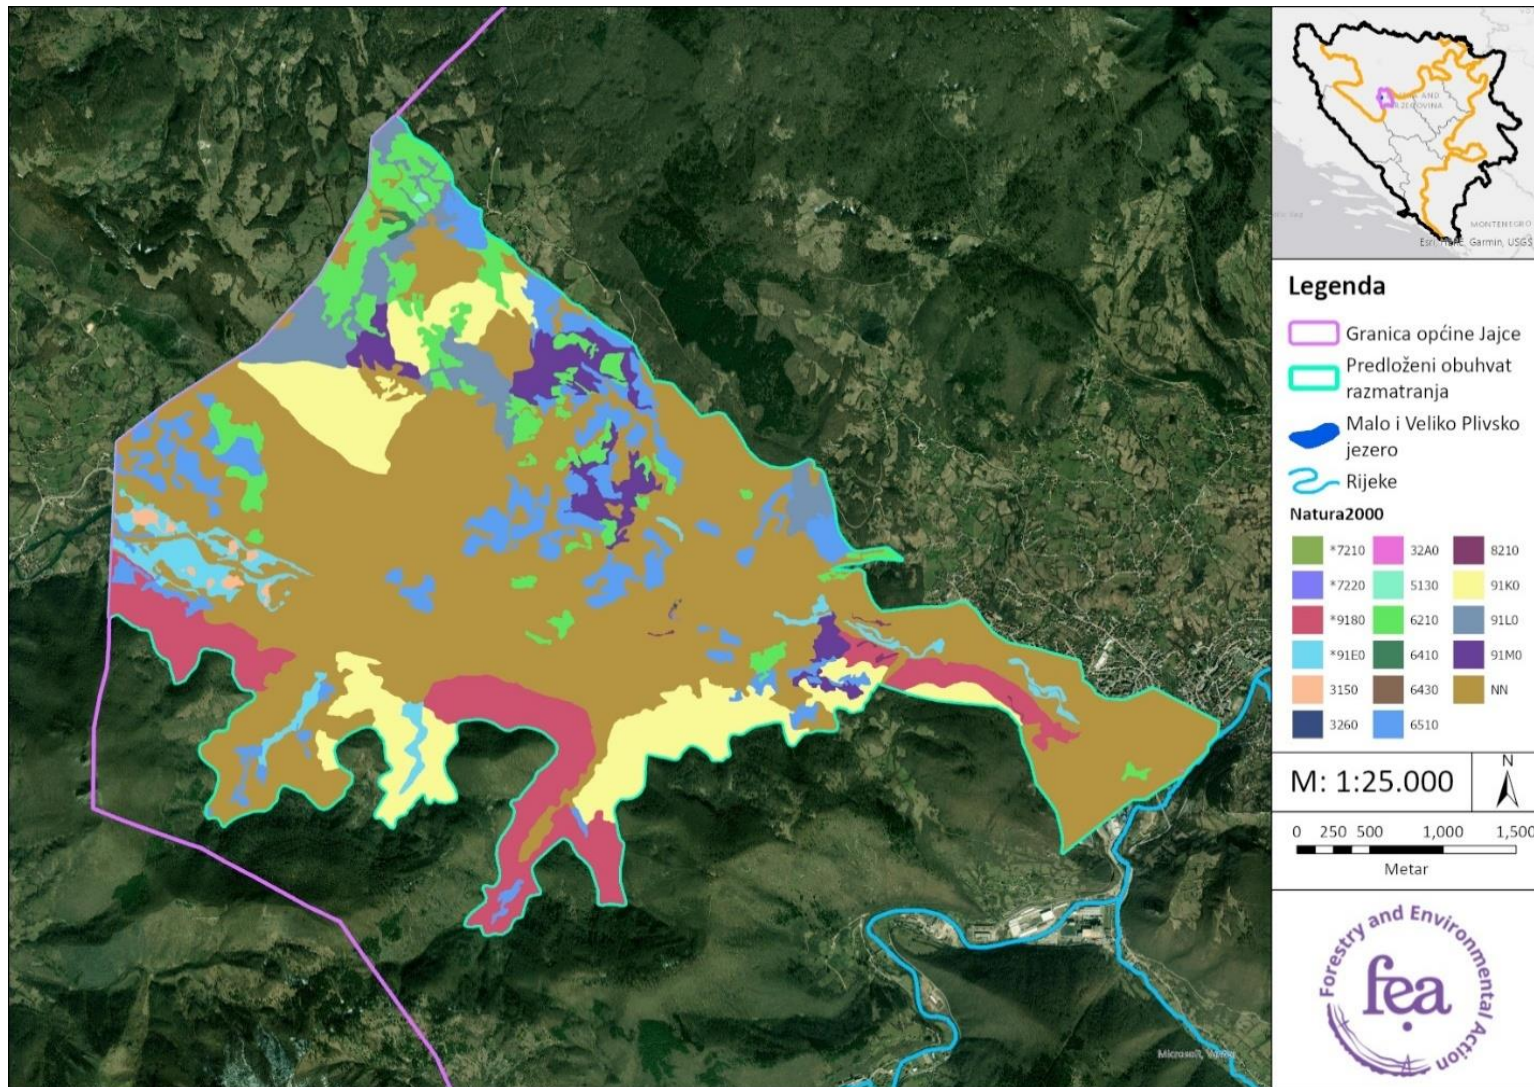 MONTENEGRO
Esri, HERE, Garmin, USGS
Legenda
Granica općine Jajce
Predloženi obuhvat
razmatranja
Malo i Veliko Plivsko
jezero
Rijeke
Natura2000
*7210 32A0 8210
*7220 5130 91K0
*9180 6210 91L0
*91E0 6410 91M0
3150 6430 NN
3260 6510
M: 1:25.000
N
0 250 500 1,000 1,500
Metar
Forestry and Environmental Action
fea
Microsoft,